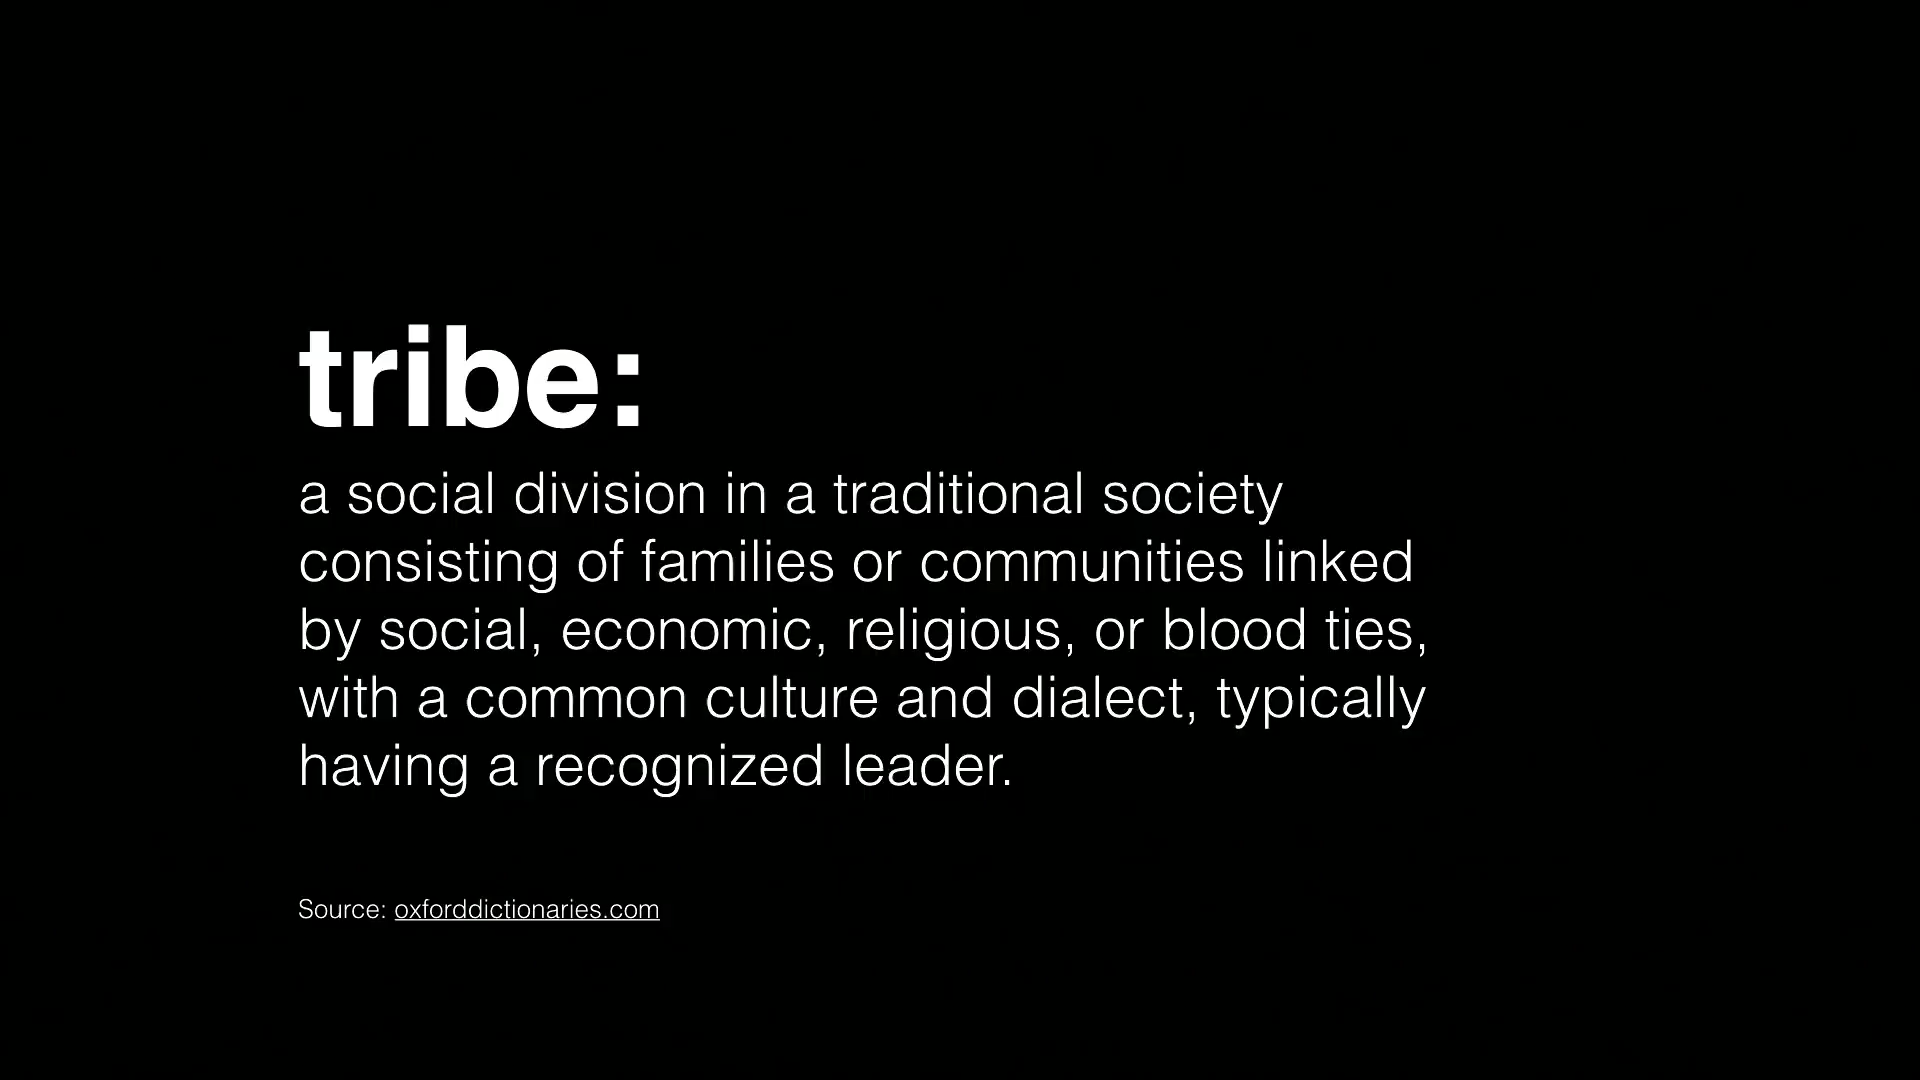 tribe:
a social division in a traditional society
consisting of families or communities linked
by social, economic, religious, or blood ties,
with a common culture and dialect, typically
having a recognized leader.
Source: oxforddictionaries.com